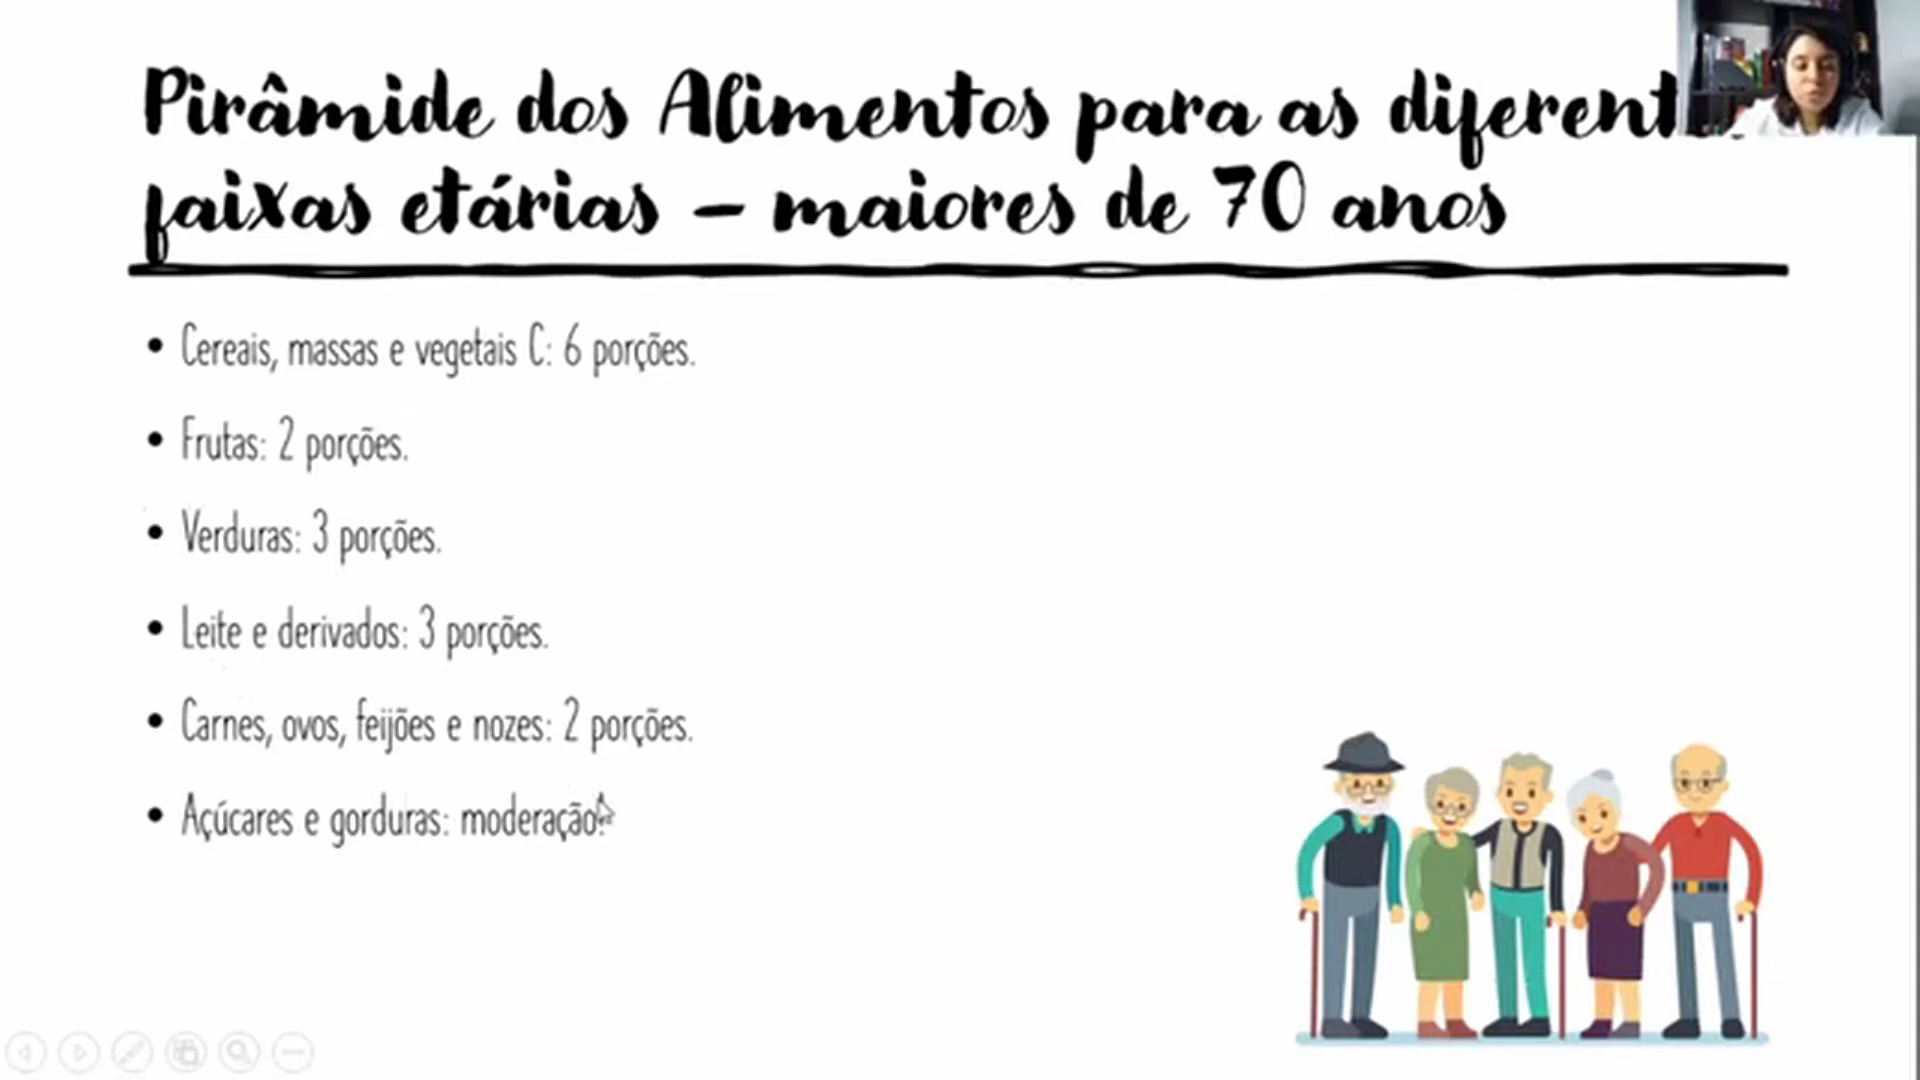 Pirâmide dos Alimentos para as diferent
faixas etárias – maiores de 70 anos
• Cereais, massas e vegetais C: 6 porções.
• Frutas: 2 porções.
• Verduras: 3 porções.
• Leite e derivados: 3 porções.
• Carnes, ovos, feijões e nozes: 2 porções.
• Açúcares e gorduras: moderação!